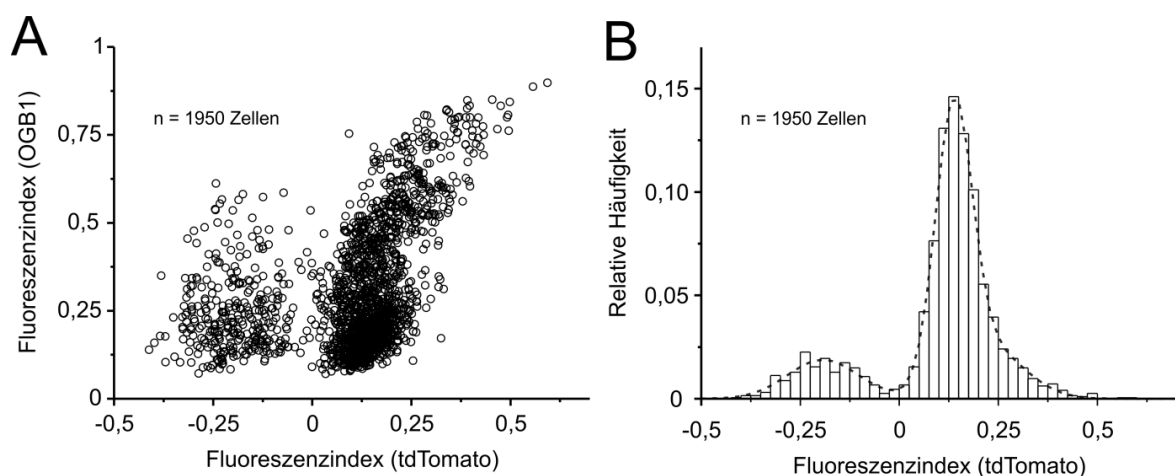 A
Fluoreszenzindex (OGB1)
1
0,75
0,5
0,25
0
n = 1950 Zellen
-0,5
-0,25
0
0,25
0,5
Fluoreszenzindex (tdTomato)
B
Relative Häufigkeit
0,15
0,10
0,05
0
n = 1950 Zellen
-0,5
-0,25
0
0,25
0,5
Fluoreszenzindex (tdTomato)